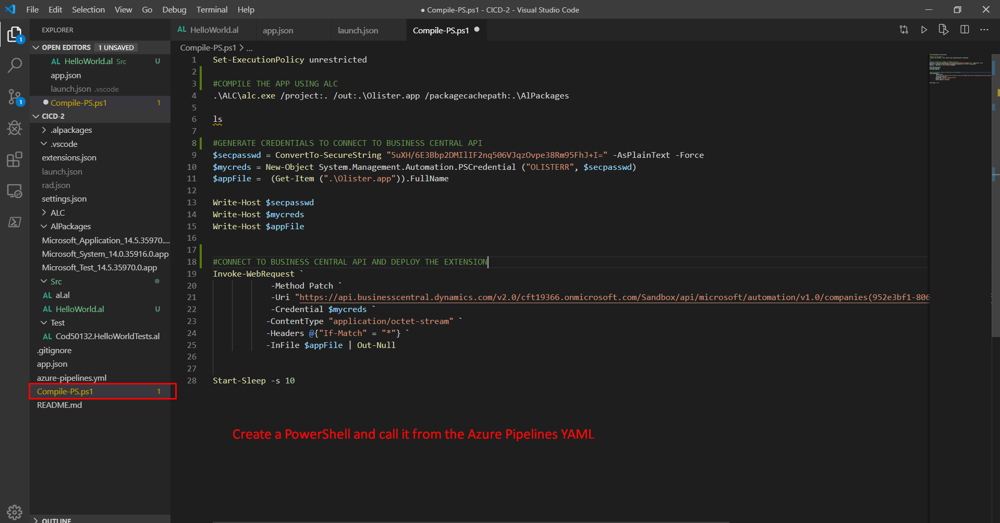 File Edit Selection View Go Debug Terminal Help
● Compile-PS.ps1 - CICD-2 - Visual Studio Code
EXPLORER
OPEN EDITORS 1 UNSAVED
AL HelloWorld.al Src U
app.json
launch.json .vscode
Compile-PS.ps1 1
CICD-2
.alpackages
.vscode
extensions.json
launch.json
rad.json
settings.json
ALC
AlPackages
Microsoft_Application_14.5.35970....
Microsoft_System_14.0.35916.0.app
Microsoft_Test_14.5.35970.0.app
Src
AL al.al
AL HelloWorld.al U
Test
AL Cod50132.HelloWorldTests.al
.gitignore
app.json
azure-pipelines.yml
Compile-PS.ps1 1
README.md
OUTLINE
1
1
AL HelloWorld.al app.json launch.json Compile-PS.ps1
Compile-PS.ps1 > ...
1 Set-ExecutionPolicy unrestricted
2
3 #COMPILE THE APP USING ALC
4 .\ALC\alc.exe /project:. /out:.\Olister.app /packagecachepath:.\AlPackages
5
6 ls
7
8 #GENERATE CREDENTIALS TO CONNECT TO BUSINESS CENTRAL API
9 $secpasswd = ConvertTo-SecureString "5uXH/6E3Bbp2DMIlIF2nq506VJqzOvpe38Rm95FhJ+I=" -AsPlainText -Force
10 $mycreds = New-Object System.Management.Automation.PSCredential ("OLISTERR", $secpasswd)
11 $appFile =  (Get-Item (".\Olister.app")).FullName
12
13 Write-Host $secpasswd
14 Write-Host $mycreds
15 Write-Host $appFile
16
17
18 #CONNECT TO BUSINESS CENTRAL API AND DEPLOY THE EXTENSION
19 Invoke-WebRequest `
20 -Method Patch `
21 -Uri "https://api.businesscentral.dynamics.com/v2.0/cft19366.onmicrosoft.com/Sandbox/api/microsoft/automation/v1.0/companies(952e3bf1-806
22 -Credential $mycreds `
23 -ContentType "application/octet-stream" `
24 -Headers @{"If-Match" = "*"} `
25 -InFile $appFile | Out-Null
26
27
28 Start-Sleep -s 10
Create a PowerShell and call it from the Azure Pipelines YAML